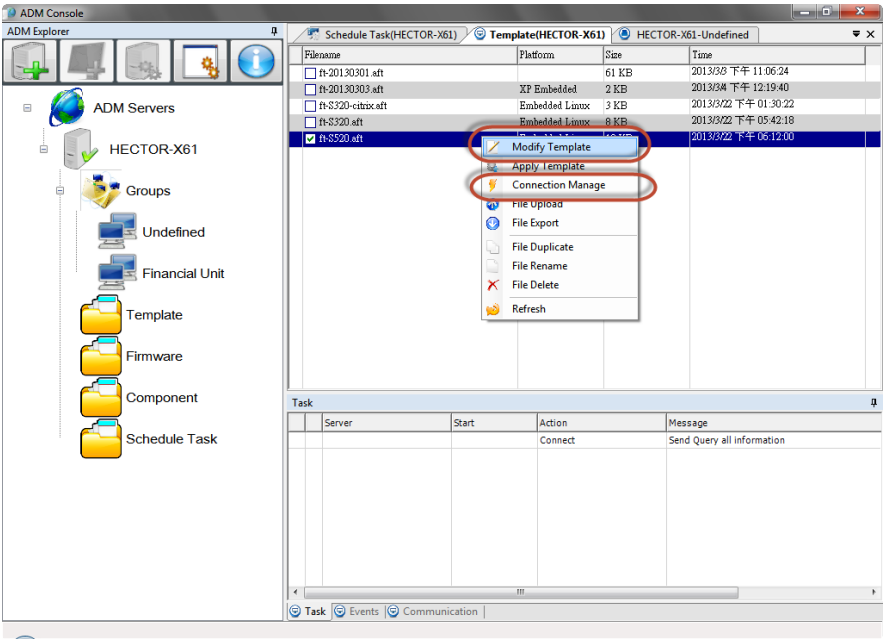 ADM Console
ADM Explorer
ADM Servers
HECTOR-X61
Groups
Undefined
Financial Unit
Template
Firmware
Component
Schedule Task
Schedule Task(HECTOR-X61)
Template(HECTOR-X61)
HECTOR-X61-Undefined
Filename Platform Size Time
ft-20130301.aft 61 KB 2013/3/3 下午 11:06:24
ft-20130303.aft XP Embedded 2 KB 2013/3/4 下午 12:19:40
ft-S320-citrix.aft Embedded Linux 3 KB 2013/3/22 下午 01:30:22
ft-S320.aft Embedded Linux 8 KB 2013/3/22 下午 05:42:18
ft-S520.aft 2013/3/22 下午 06:12:00
Modify Template
Apply Template
Connection Manage
File Upload
File Export
File Duplicate
File Rename
File Delete
Refresh
Task
Server Start Action Message
Connect Send Query all information
Task Events Communication